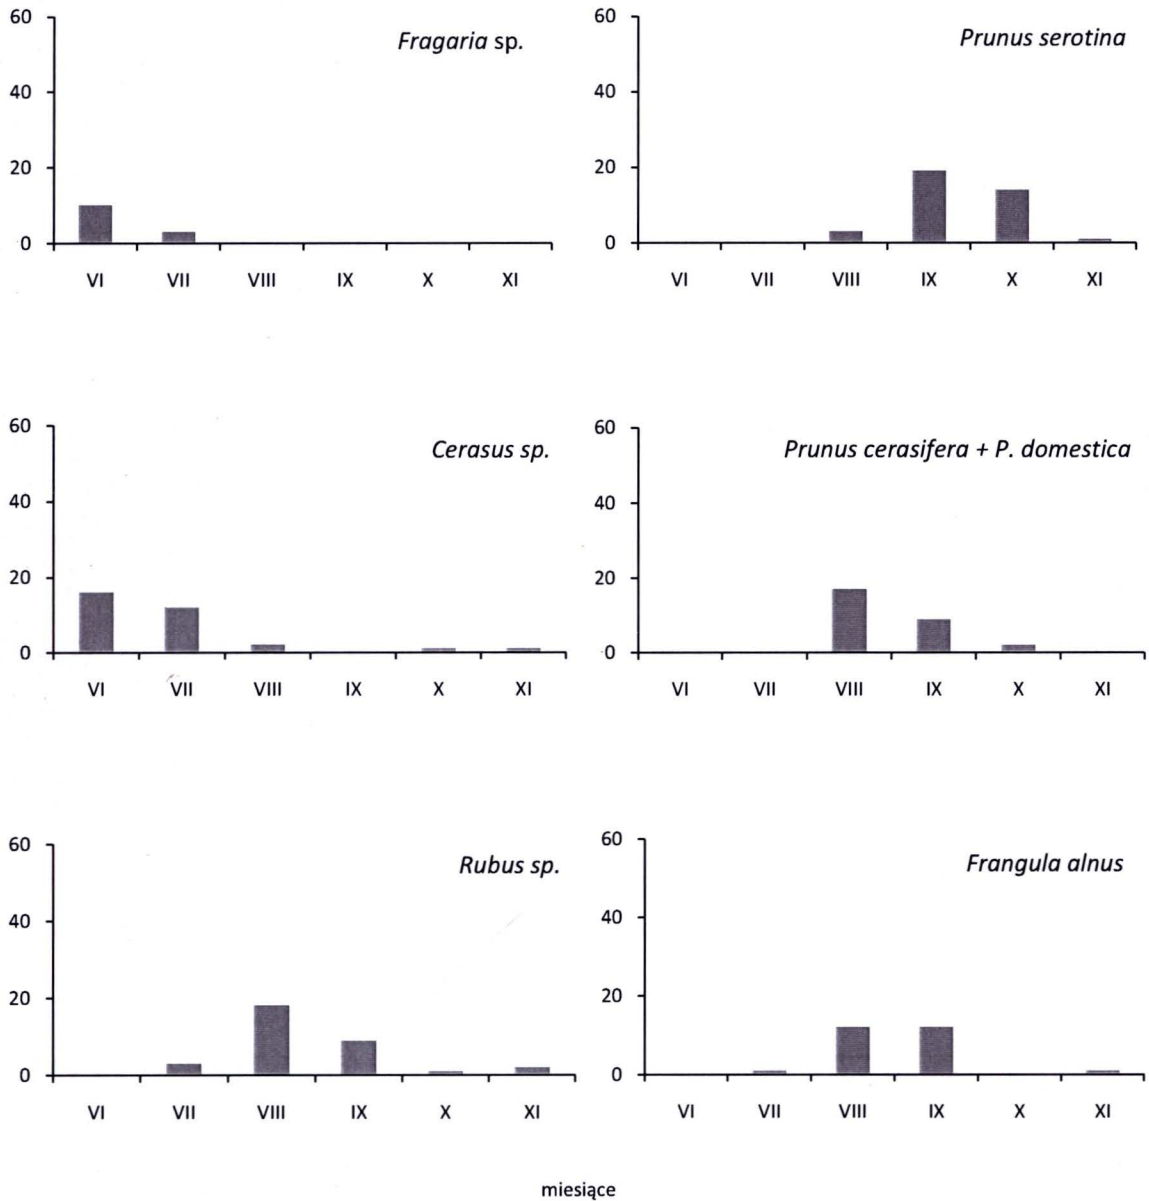 Fragaria sp.
60
40
20
0
VI VII VIII IX X XI
Prunus serotina
60
40
20
0
VI VII VIII IX X XI
Cerasus sp.
60
40
20
0
VI VII VIII IX X XI
Prunus cerasifera + P. domestica
60
40
20
0
VI VII VIII IX X XI
Rubus sp.
60
40
20
0
VI VII VIII IX X XI
Frangula alnus
60
40
20
0
VI VII VIII IX X XI
miesiące